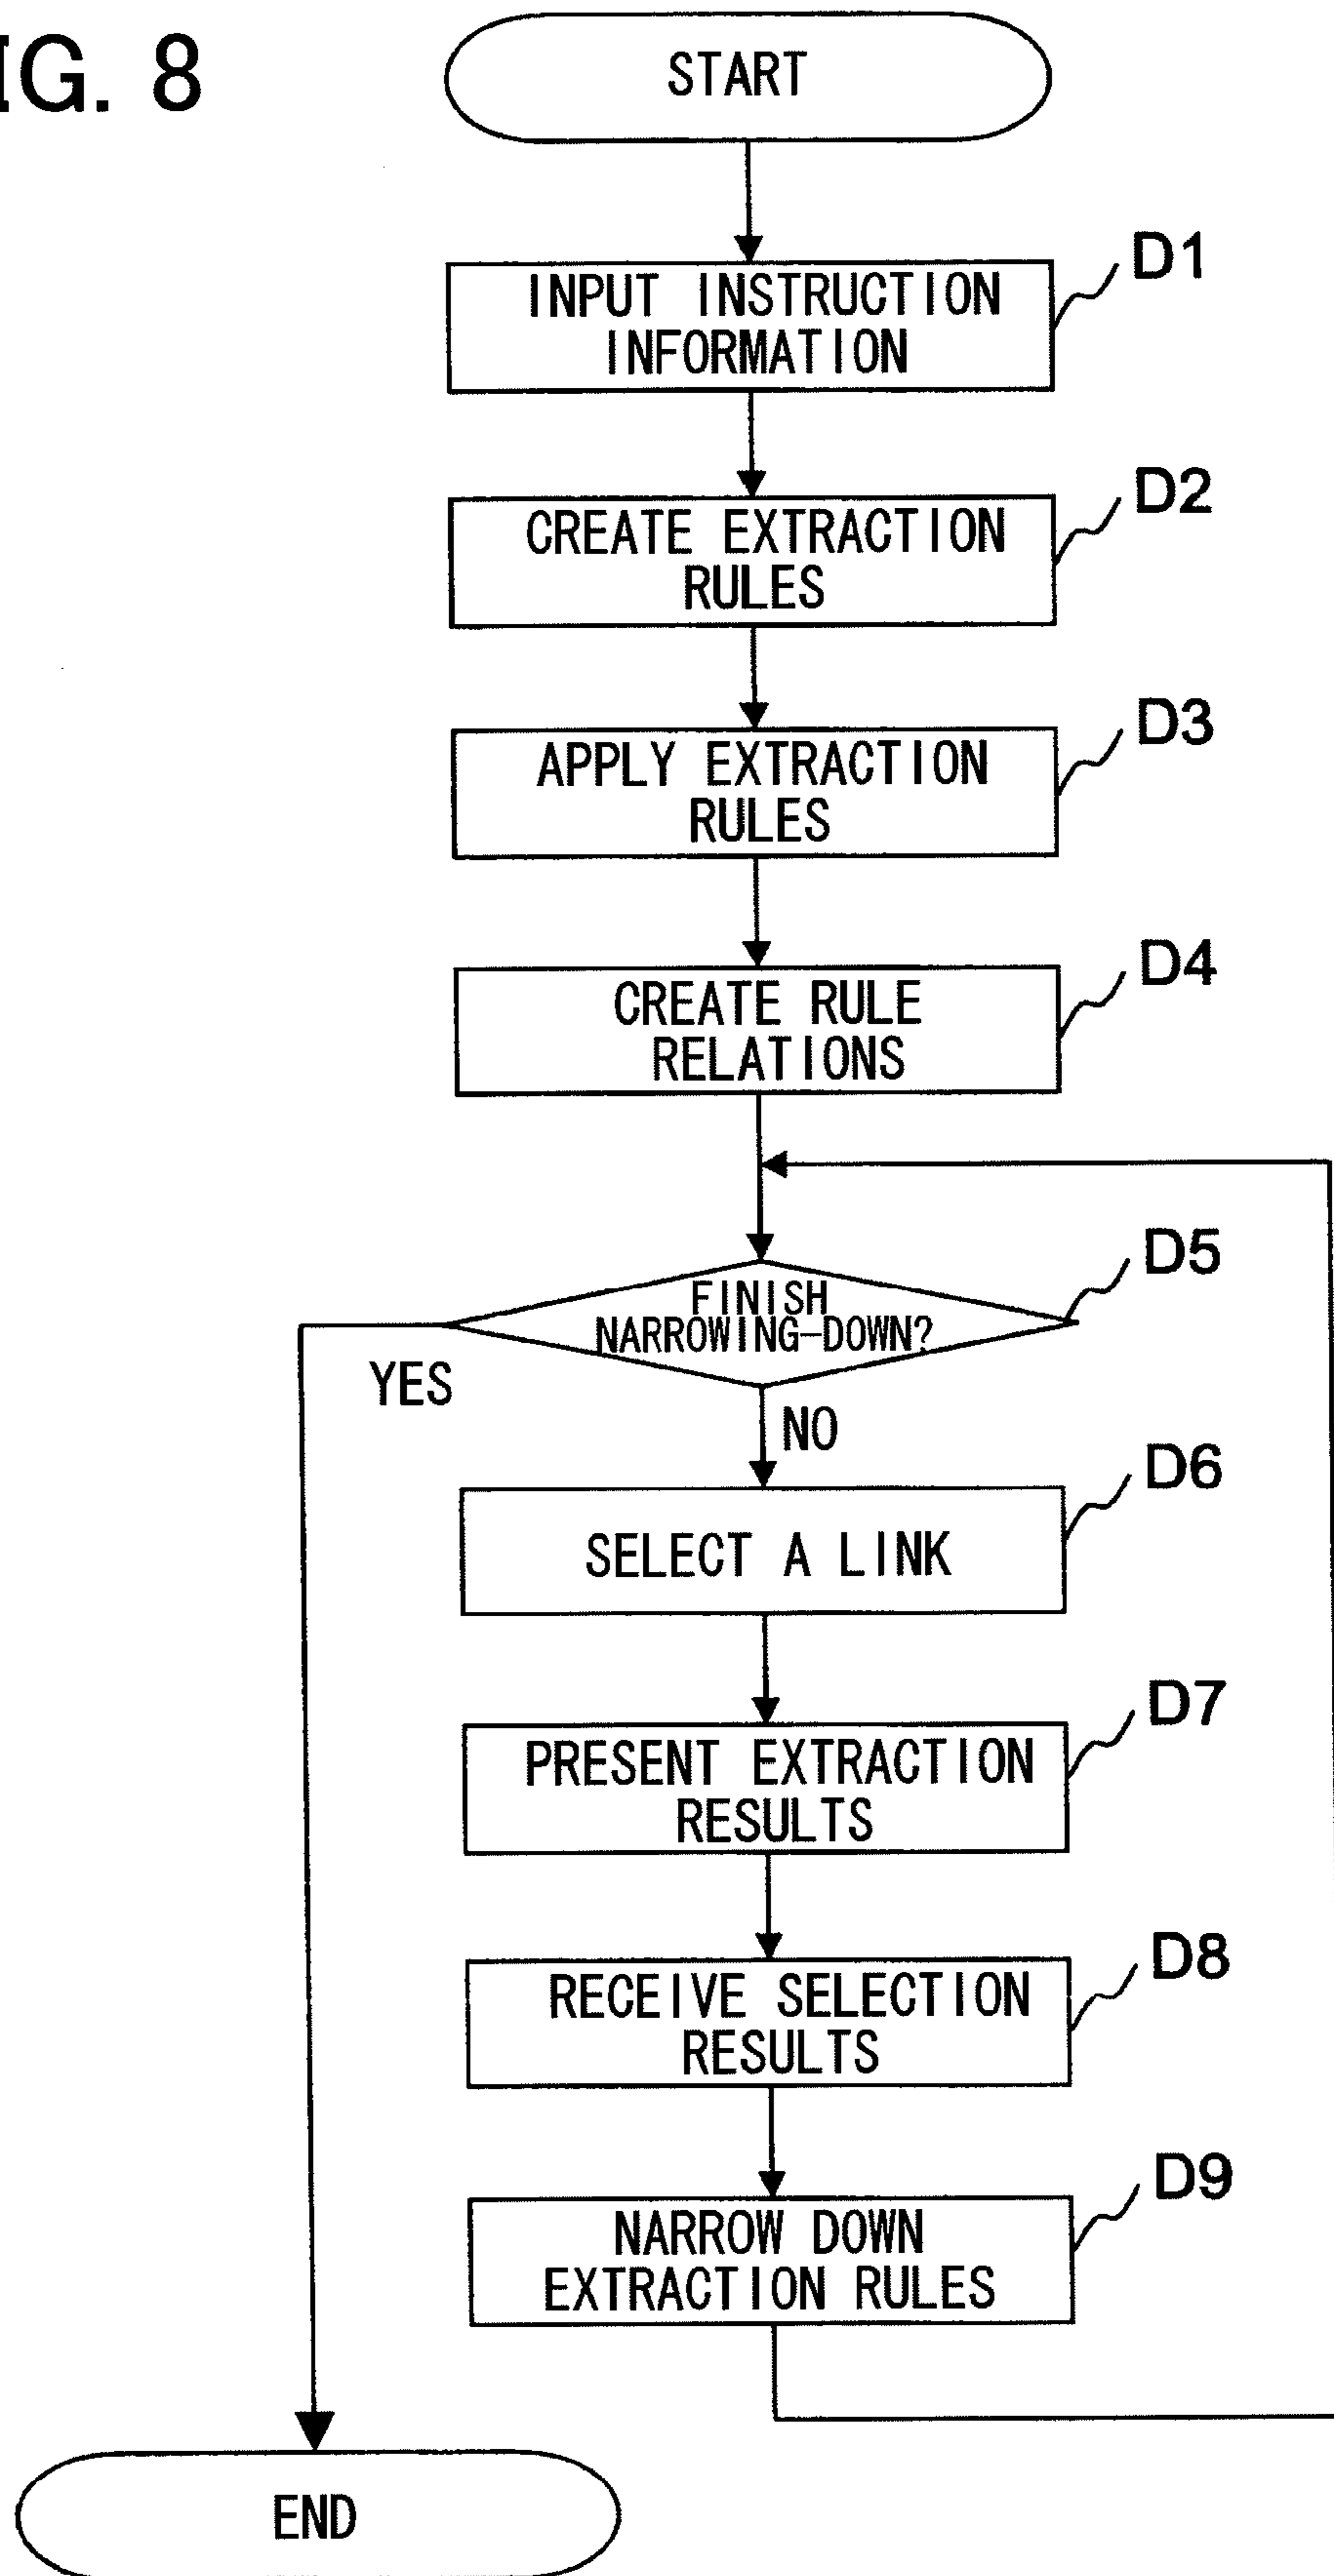 IG. 8
START
D1
INPUT INSTRUCTION
INFORMATION
D2
CREATE EXTRACTION
RULES
D3
APPLY EXTRACTION
RULES
D4
CREATE RULE
RELATIONS
D5
FINISH
NARROWING-DOWN?
YES
NO
D6
SELECT A LINK
D7
PRESENT EXTRACTION
RESULTS
D8
RECEIVE SELECTION
RESULTS
D9
NARROW DOWN
EXTRACTION RULES
END